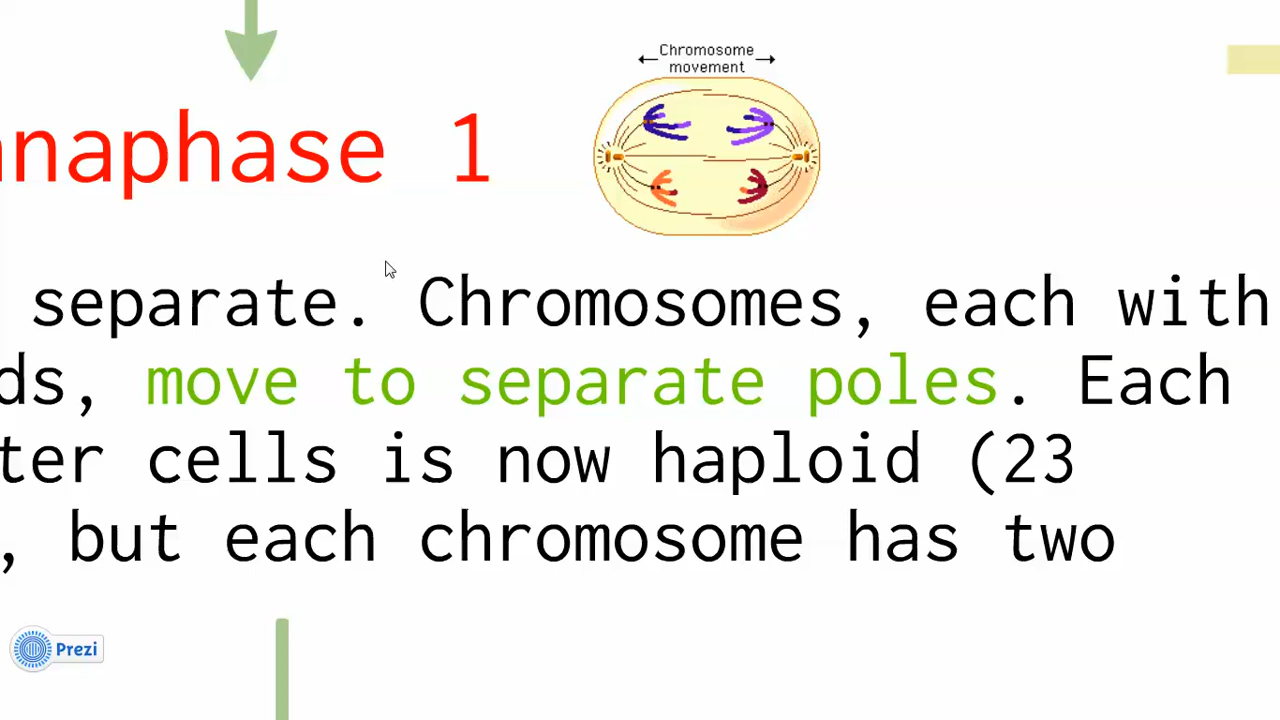 Chromosome
movement
anaphase 1
separate. Chromosomes, each with
ds, move to separate poles. Each
ter cells is now haploid (23
, but each chromosome has two
Prezi